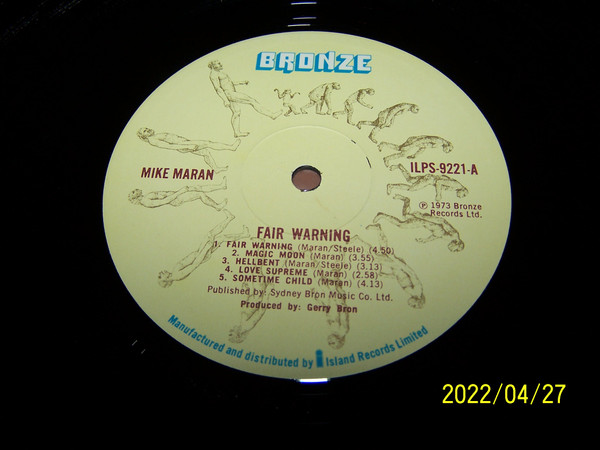 BRONZE
MIKE MARAN
ILPS-9221-A
℗ 1973 Bronze
Records Ltd.
FAIR WARNING
1. FAIR WARNING (Maran/Steele) (4.50)
2. MAGIC MOON (Maran) (3.55)
3. HELLBENT (Maran/Steele) (3.13)
4. LOVE SUPREME (Maran) (2.58)
5. SOMETIME CHILD (Maran) (4.13)
Published by: Sydney Bron Music Co. Ltd.
Produced by: Gerry Bron
Manufactured and distributed by i Island Records Limited
2022/04/27